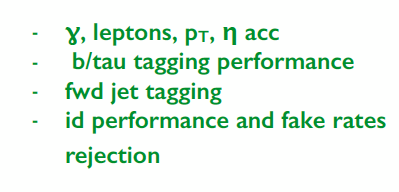 - ɣ, leptons, pT, η acc
- b/tau tagging performance
- fwd jet tagging
- id performance and fake rates
rejection